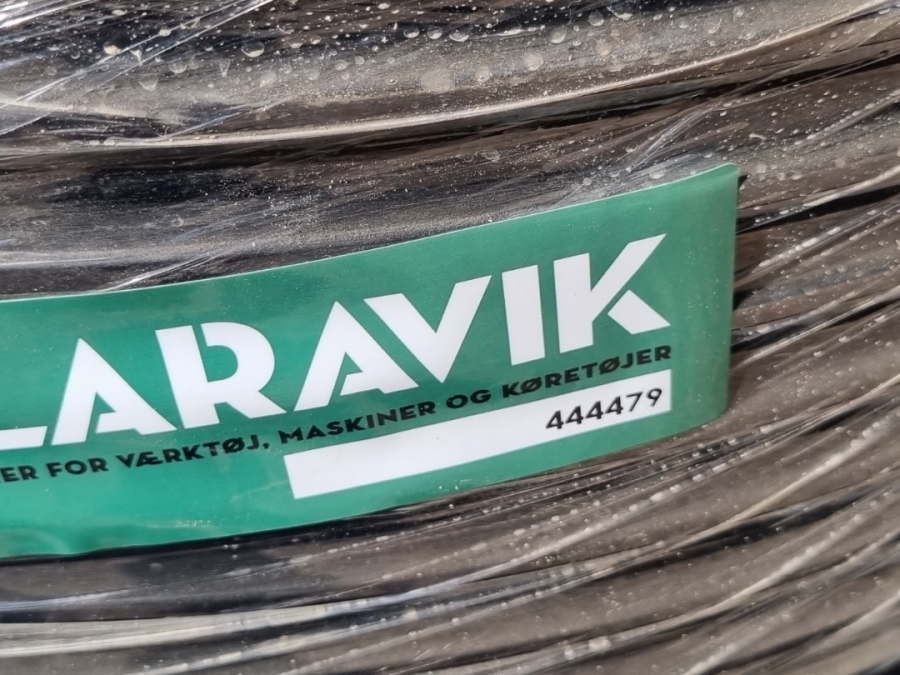 LARAVIK
ER FOR VÆRKTØJ, MASKINER OG KØRETØJER
444479